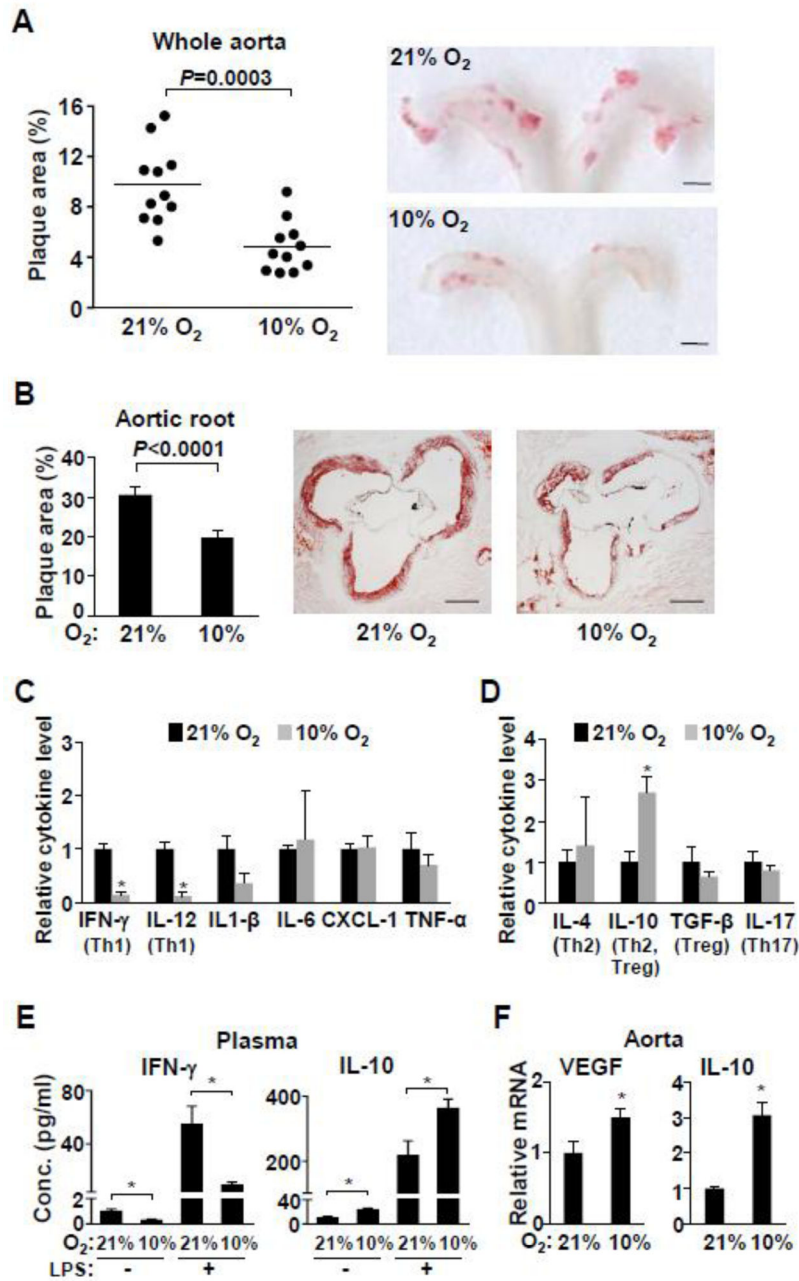 A
Whole aorta
P=0.0003
Plaque area (%)
16
12
8
4
0
21% O₂
10% O₂
21% O₂
10% O₂
B
Aortic root
P<0.0001
Plaque area (%)
40
30
20
10
0
O₂: 21% 10%
21% O₂
10% O₂
C
21% O₂ 10% O₂
Relative cytokine level
3
2
1
0
IFN-γ IL-12 IL1-β IL-6 CXCL-1 TNF-α
(Th1) (Th1)
* *
D
21% O₂ 10% O₂
Relative cytokine level
4
3
2
1
0
*
IL-4 IL-10 TGF-β IL-17
(Th2) (Th2, (Treg) (Th17)
Treg)
E
Plasma
IFN-γ
Conc. (pg/ml)
80
40
2
0
* *
O₂: 21% 10% 21% 10%
LPS: - +
IL-10
400
200
40
0
* *
21% 10% 21% 10%
- +
F
Aorta
VEGF
Relative mRNA
2
1
0
*
O₂: 21% 10%
IL-10
4
3
2
1
0
*
21% 10%